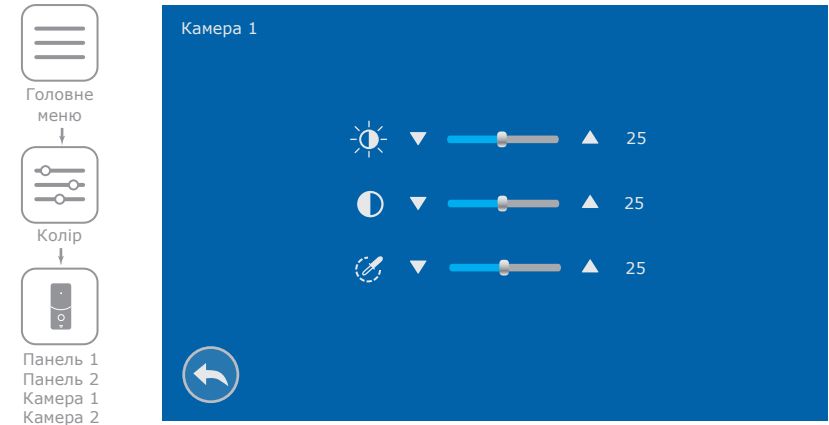 Головне
меню
Колір
Панель 1
Панель 2
Камера 1
Камера 2
Камера 1
25
25
25